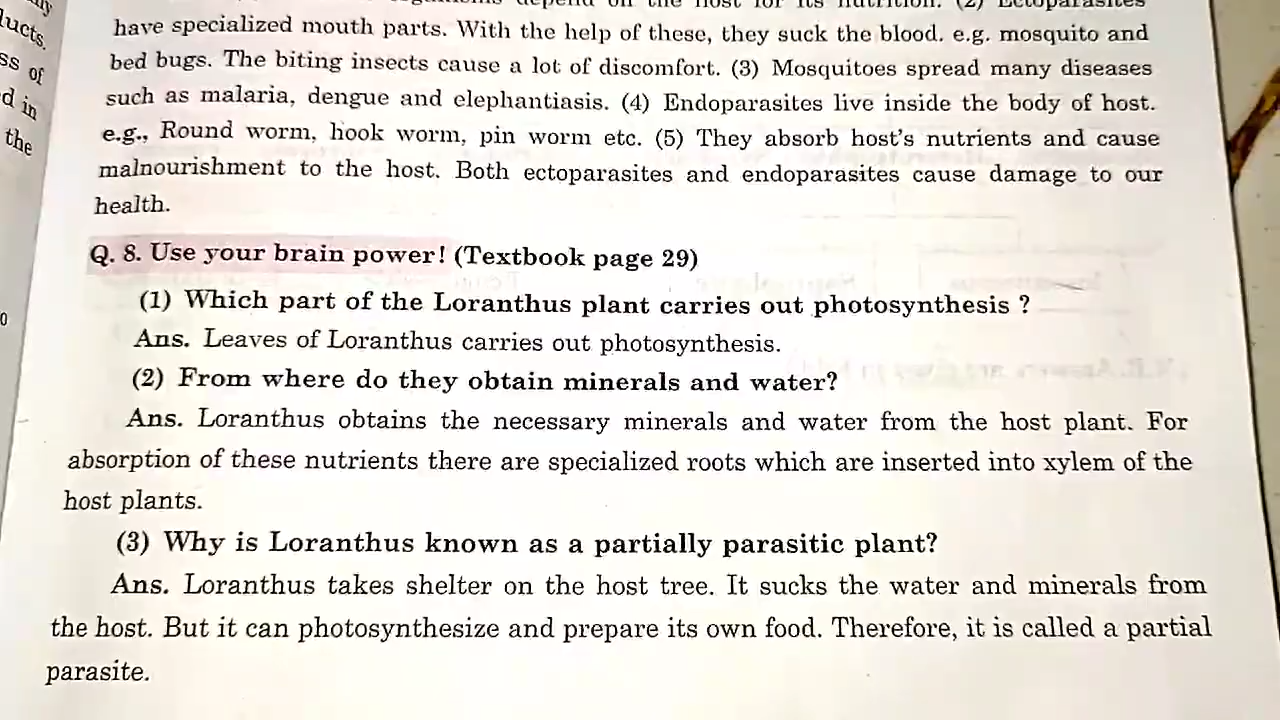 depend on the host for its nutrition. (2) Ectoparasites
have specialized mouth parts. With the help of these, they suck the blood. e.g. mosquito and
bed bugs. The biting insects cause a lot of discomfort. (3) Mosquitoes spread many diseases
such as malaria, dengue and elephantiasis. (4) Endoparasites live inside the body of host.
e.g., Round worm, hook worm, pin worm etc. (5) They absorb host's nutrients and cause
malnourishment to the host. Both ectoparasites and endoparasites cause damage to our
health.
Q. 8. Use your brain power! (Textbook page 29)
(1) Which part of the Loranthus plant carries out photosynthesis ?
Ans. Leaves of Loranthus carries out photosynthesis.
(2) From where do they obtain minerals and water?
Ans. Loranthus obtains the necessary minerals and water from the host plant. For
absorption of these nutrients there are specialized roots which are inserted into xylem of the
host plants.
(3) Why is Loranthus known as a partially parasitic plant?
Ans. Loranthus takes shelter on the host tree. It sucks the water and minerals from
the host. But it can photosynthesize and prepare its own food. Therefore, it is called a partial
parasite.